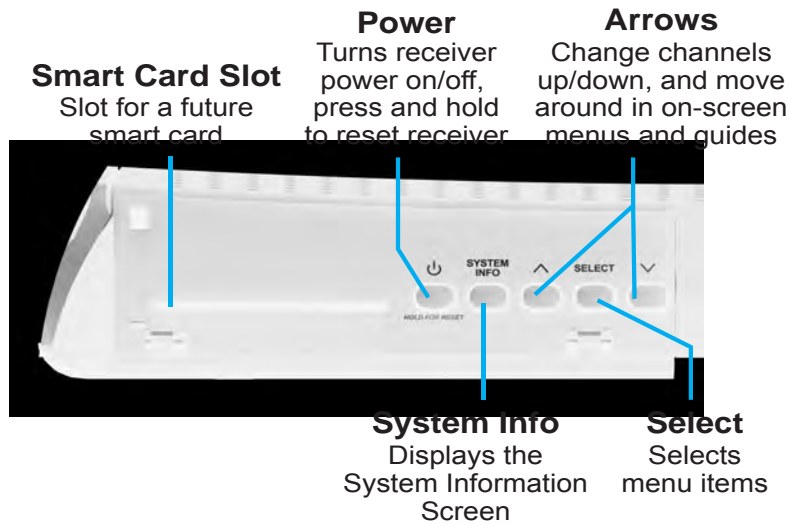 Power
Turns receiver
power on/off,
press and hold
to reset receiver
Arrows
Change channels
up/down, and move
around in on-screen
menus and guides
Smart Card Slot
Slot for a future
smart card
SYSTEM
INFO
SELECT
HOLD FOR RESET
System Info
Displays the
System Information
Screen
Select
Selects
menu items